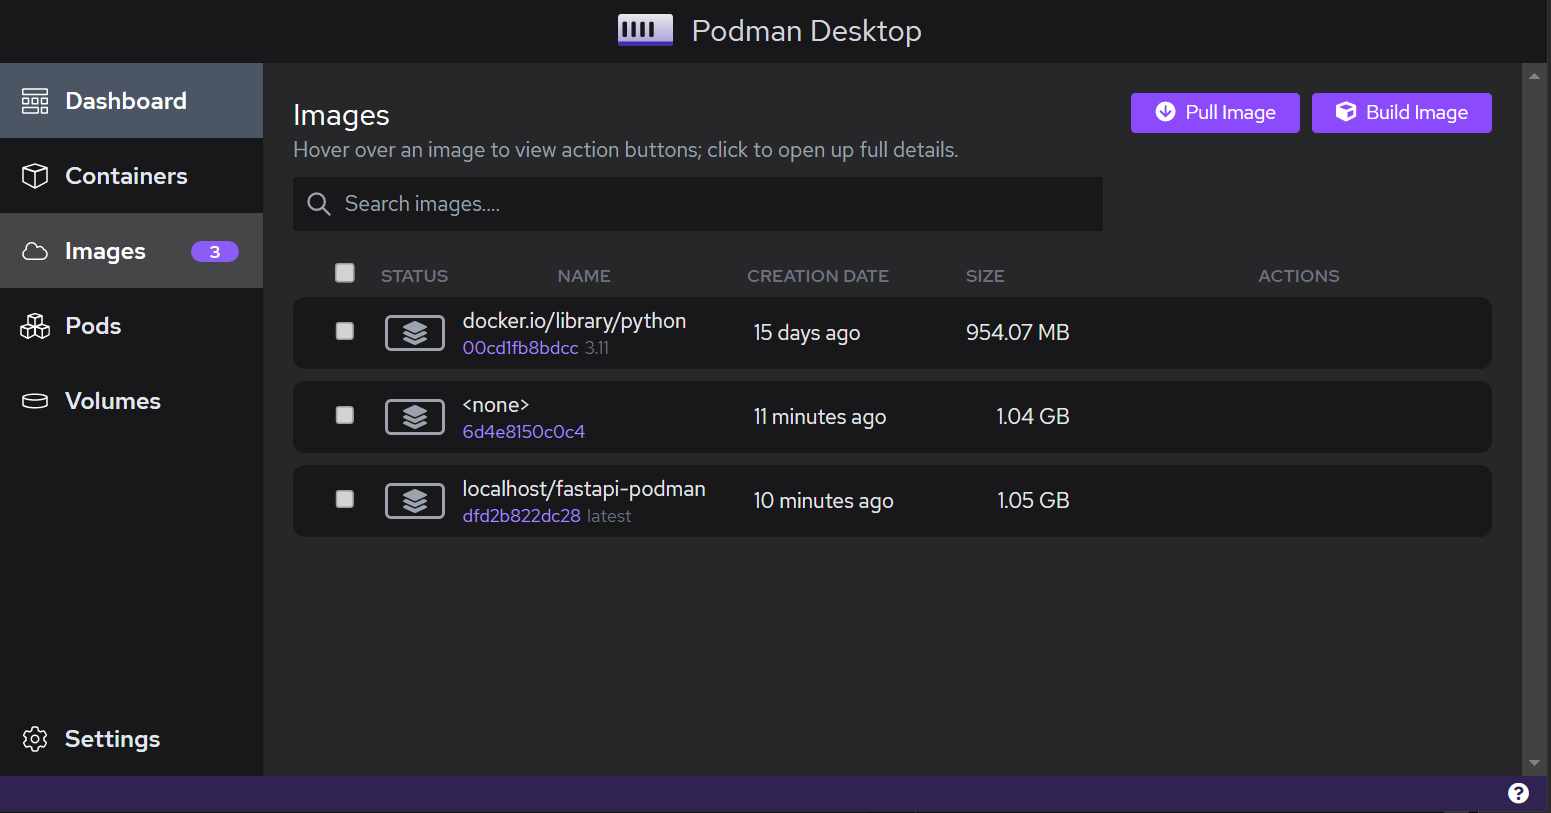 Podman Desktop
Dashboard
Containers
Images 3
Pods
Volumes
Settings
Images
Pull Image
Build Image
Hover over an image to view action buttons; click to open up full details.
Search images....
STATUS NAME CREATION DATE SIZE ACTIONS
docker.io/library/python
00cd1fb8bdcc 3.11
15 days ago
954.07 MB
<none>
6d4e8150c0c4
11 minutes ago
1.04 GB
localhost/fastapi-podman
dfd2b822dc28 latest
10 minutes ago
1.05 GB
?